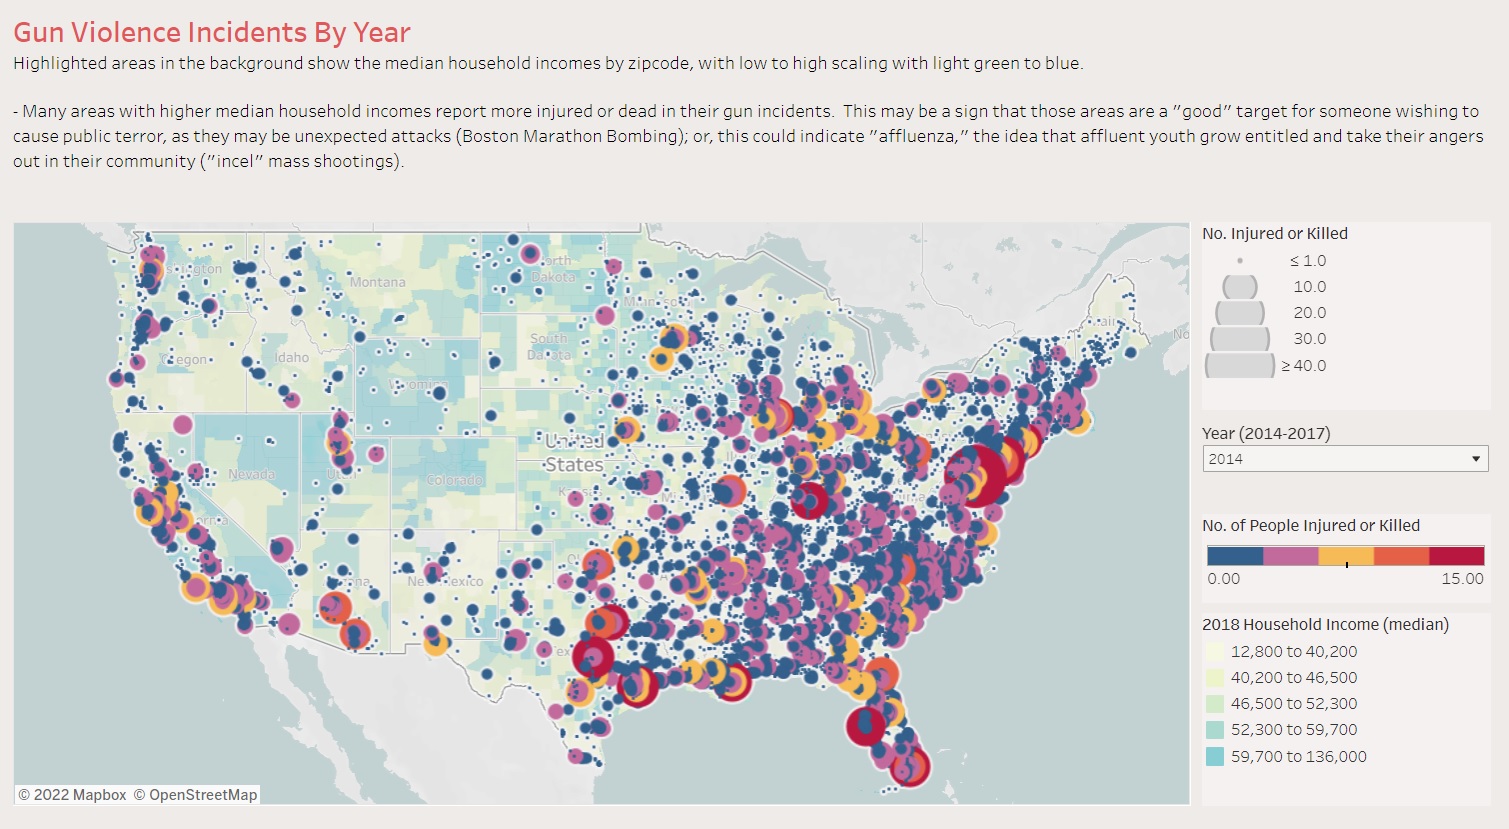 Gun Violence Incidents By Year
Highlighted areas in the background show the median household incomes by zipcode, with low to high scaling with light green to blue.
- Many areas with higher median household incomes report more injured or dead in their gun incidents.  This may be a sign that those areas are a "good" target for someone wishing to
cause public terror, as they may be unexpected attacks (Boston Marathon Bombing); or, this could indicate "affluenza," the idea that affluent youth grow entitled and take their angers
out in their community ("incel" mass shootings).
No. Injured or Killed
≤ 1.0
10.0
20.0
30.0
≥ 40.0
Year (2014-2017)
2014
No. of People Injured or Killed
0.00 15.00
2018 Household Income (median)
12,800 to 40,200
40,200 to 46,500
46,500 to 52,300
52,300 to 59,700
59,700 to 136,000
Montana
Dakota
South
Idaho
United
States
Nevada
Colorado
© 2022 Mapbox © OpenStreetMap